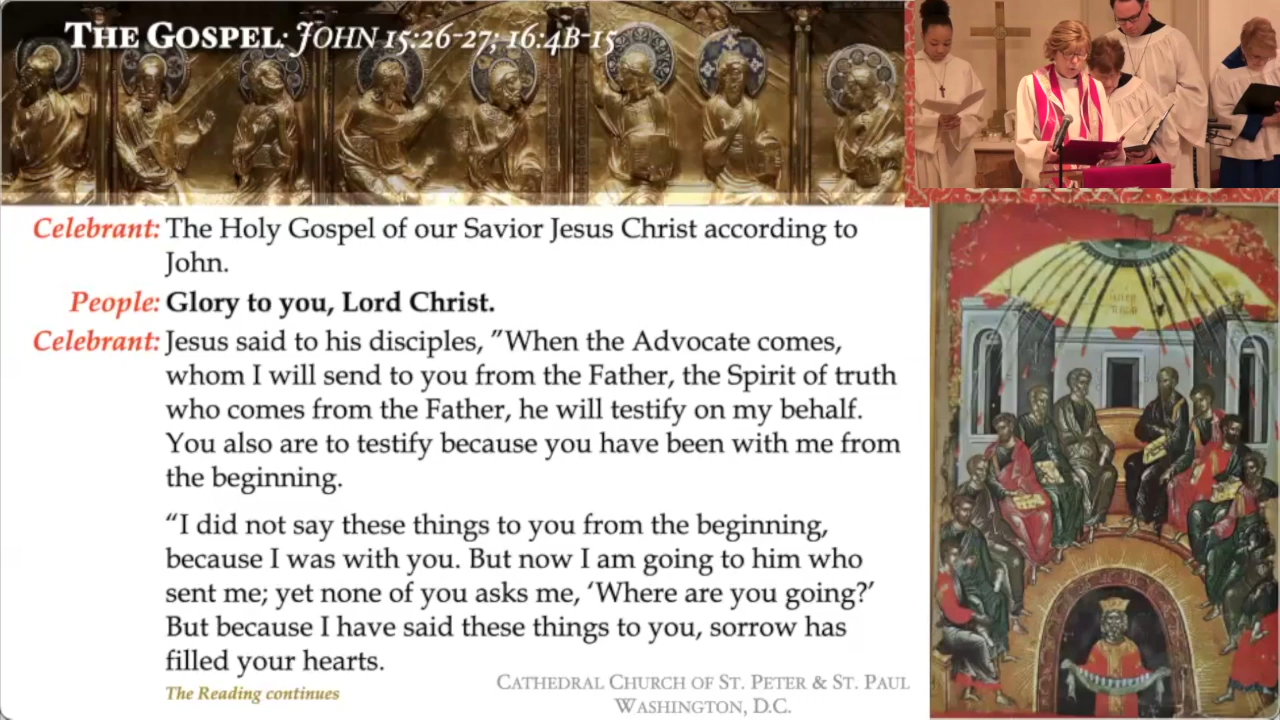 THE GOSPEL: JOHN 15:26-27; 16:4B-15
Celebrant: The Holy Gospel of our Savior Jesus Christ according to
John.
People: Glory to you, Lord Christ.
Celebrant: Jesus said to his disciples, ”When the Advocate comes,
whom I will send to you from the Father, the Spirit of truth
who comes from the Father, he will testify on my behalf.
You also are to testify because you have been with me from
the beginning.
“I did not say these things to you from the beginning,
because I was with you. But now I am going to him who
sent me; yet none of you asks me, ‘Where are you going?’
But because I have said these things to you, sorrow has
filled your hearts.
The Reading continues
CATHEDRAL CHURCH OF ST. PETER & ST. PAUL
WASHINGTON, D.C.